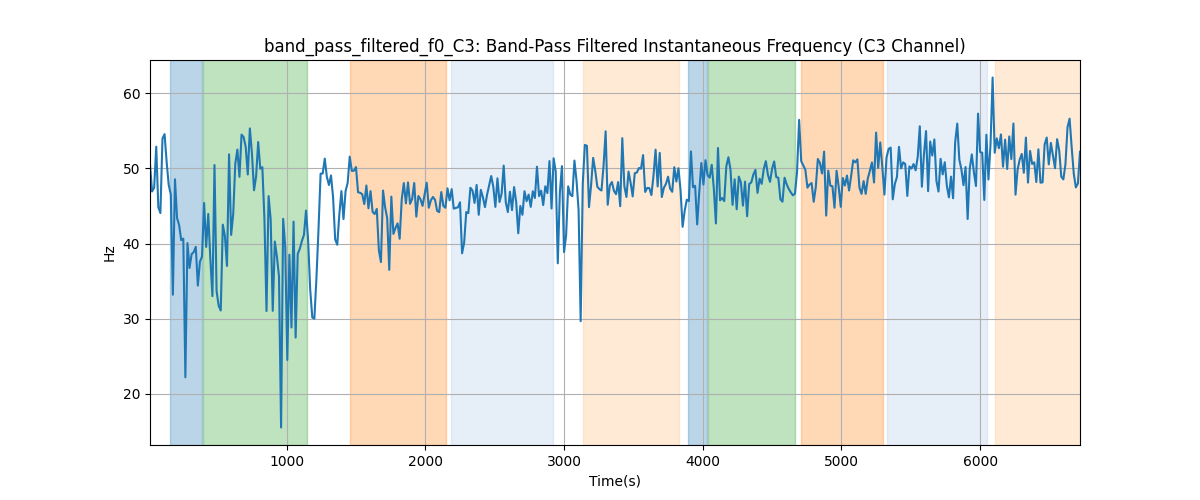 band_pass_filtered_f0_C3: Band-Pass Filtered Instantaneous Frequency (C3 Channel)
60
50
40
30
20
Hz
1000 2000 3000 4000 5000 6000
Time(s)